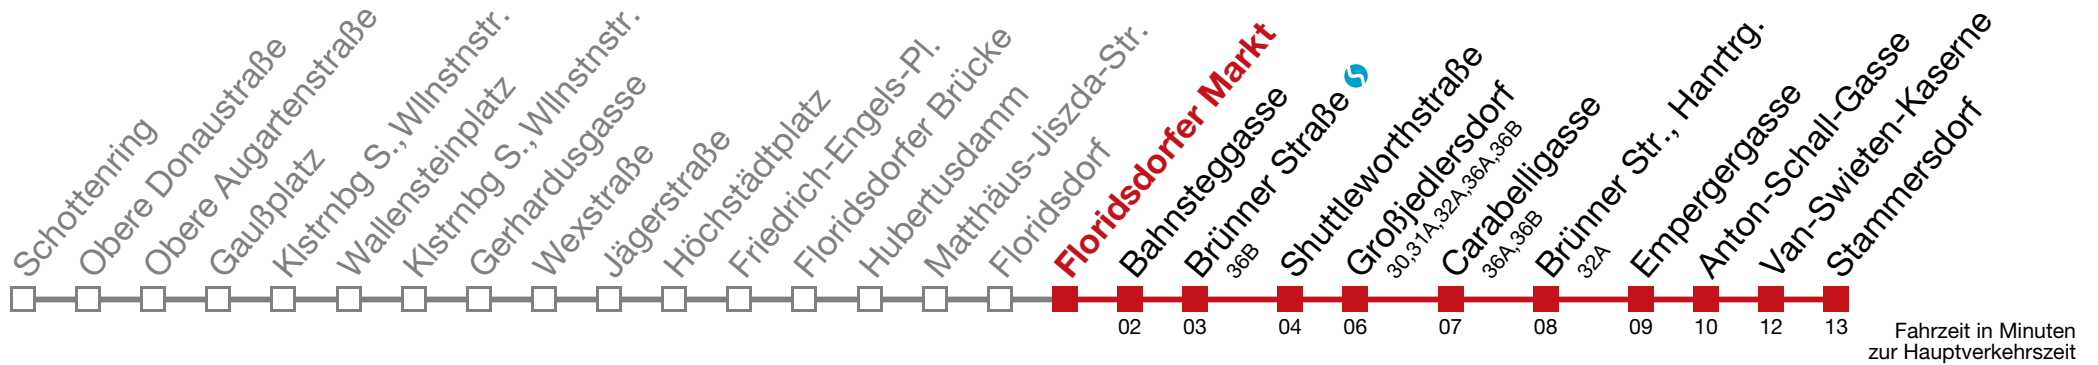 Schottenring
Obere Donaustraße
Obere Augartenstraße
Gaußplatz
Klstrnbg S., Wllnstnstr.
Wallensteinplatz
Klstrnbg S., Wllnstnstr.
Gerhardusgasse
Wexstraße
Jägerstraße
Höchstädtplatz
Friedrich-Engels-Pl.
Floridsdorfer Brücke
Hubertusdamm
Matthäus-Jiszda-Str.
Floridsdorf
Floridsdorfer Markt
Bahnsteggasse
02
Brünner Straße
36B
03
Shuttleworthstraße
04
Großjedlersdorf
30,31A,32A,36A,36B
06
Carabelligasse
36A,36B
07
Brünner Str., Hanrtrg.
32A
08
Empergergasse
09
Anton-Schall-Gasse
10
Van-Swieten-Kaserne
12
Stammersdorf
13
Fahrzeit in Minuten
zur Hauptverkehrszeit